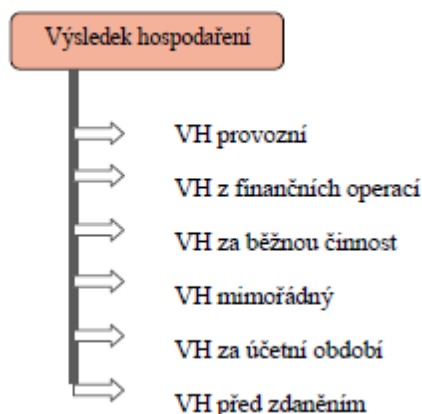 Výsledek hospodaření
VH provozní
VH z finančních operací
VH za běžnou činnost
VH mimořádný
VH za účetní období
VH před zdaněním